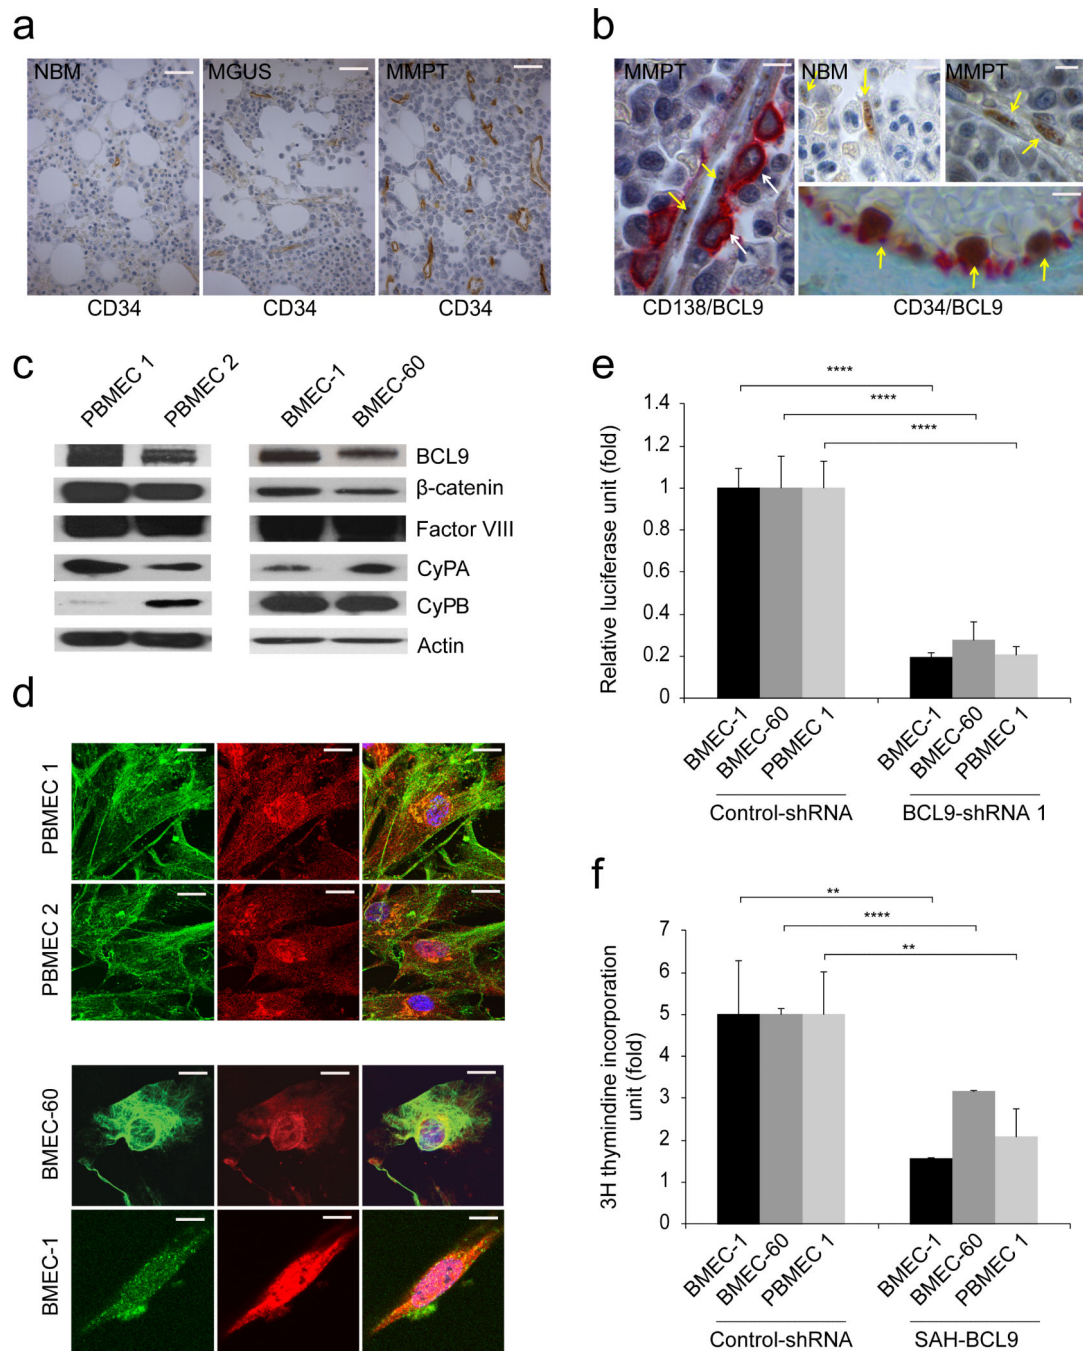 a
NBM
MGUS
MMPT
CD34
CD34
CD34
b
MMPT
NBM
MMPT
CD138/BCL9
CD34/BCL9
c
PBMEC 1
PBMEC 2
BMEC-1
BMEC-60
BCL9
β-catenin
Factor VIII
CyPA
CyPB
Actin
d
PBMEC 1
PBMEC 2
BMEC-60
BMEC-1
e
Relative luciferase unit (fold)
1.4
1.2
1
0.8
0.6
0.4
0.2
0
****
****
****
BMEC-1
BMEC-60
PBMEC 1
BMEC-1
BMEC-60
PBMEC 1
Control-shRNA
BCL9-shRNA 1
f
3H thymindine incorporation
unit (fold)
7
6
5
4
3
2
1
0
**
****
**
BMEC-1
BMEC-60
PBMEC 1
BMEC-1
BMEC-60
PBMEC 1
Control-shRNA
SAH-BCL9